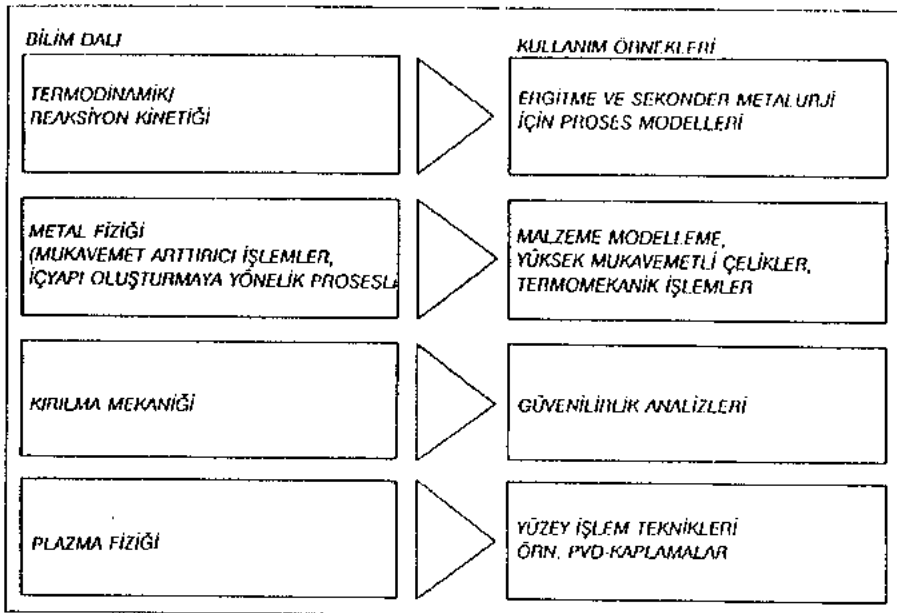 BİLİM DALI
KULLANIM ÖRNEKLERİ
TERMODİNAMİK/
REAKSİYON KİNETİĞİ
ERGİTME VE SEKONDER METALURJİ
İÇİN PROSES MODELLERİ
METAL FİZİĞİ
(MUKAVEMET ARTTIRICI İŞLEMLER,
İÇYAPI OLUŞTURMAYA YÖNELİK PROSESLA
MALZEME MODELLEME,
YÜKSEK MUKAVEMETLİ ÇELİKLER,
TERMOMEKANİK İŞLEMLER
KIRILMA MEKANİĞİ
GÜVENİLİRLİK ANALİZLERİ
PLAZMA FİZİĞİ
YÜZEY İŞLEM TEKNİKLERİ
ÖRN. PVD-KAPLAMALAR